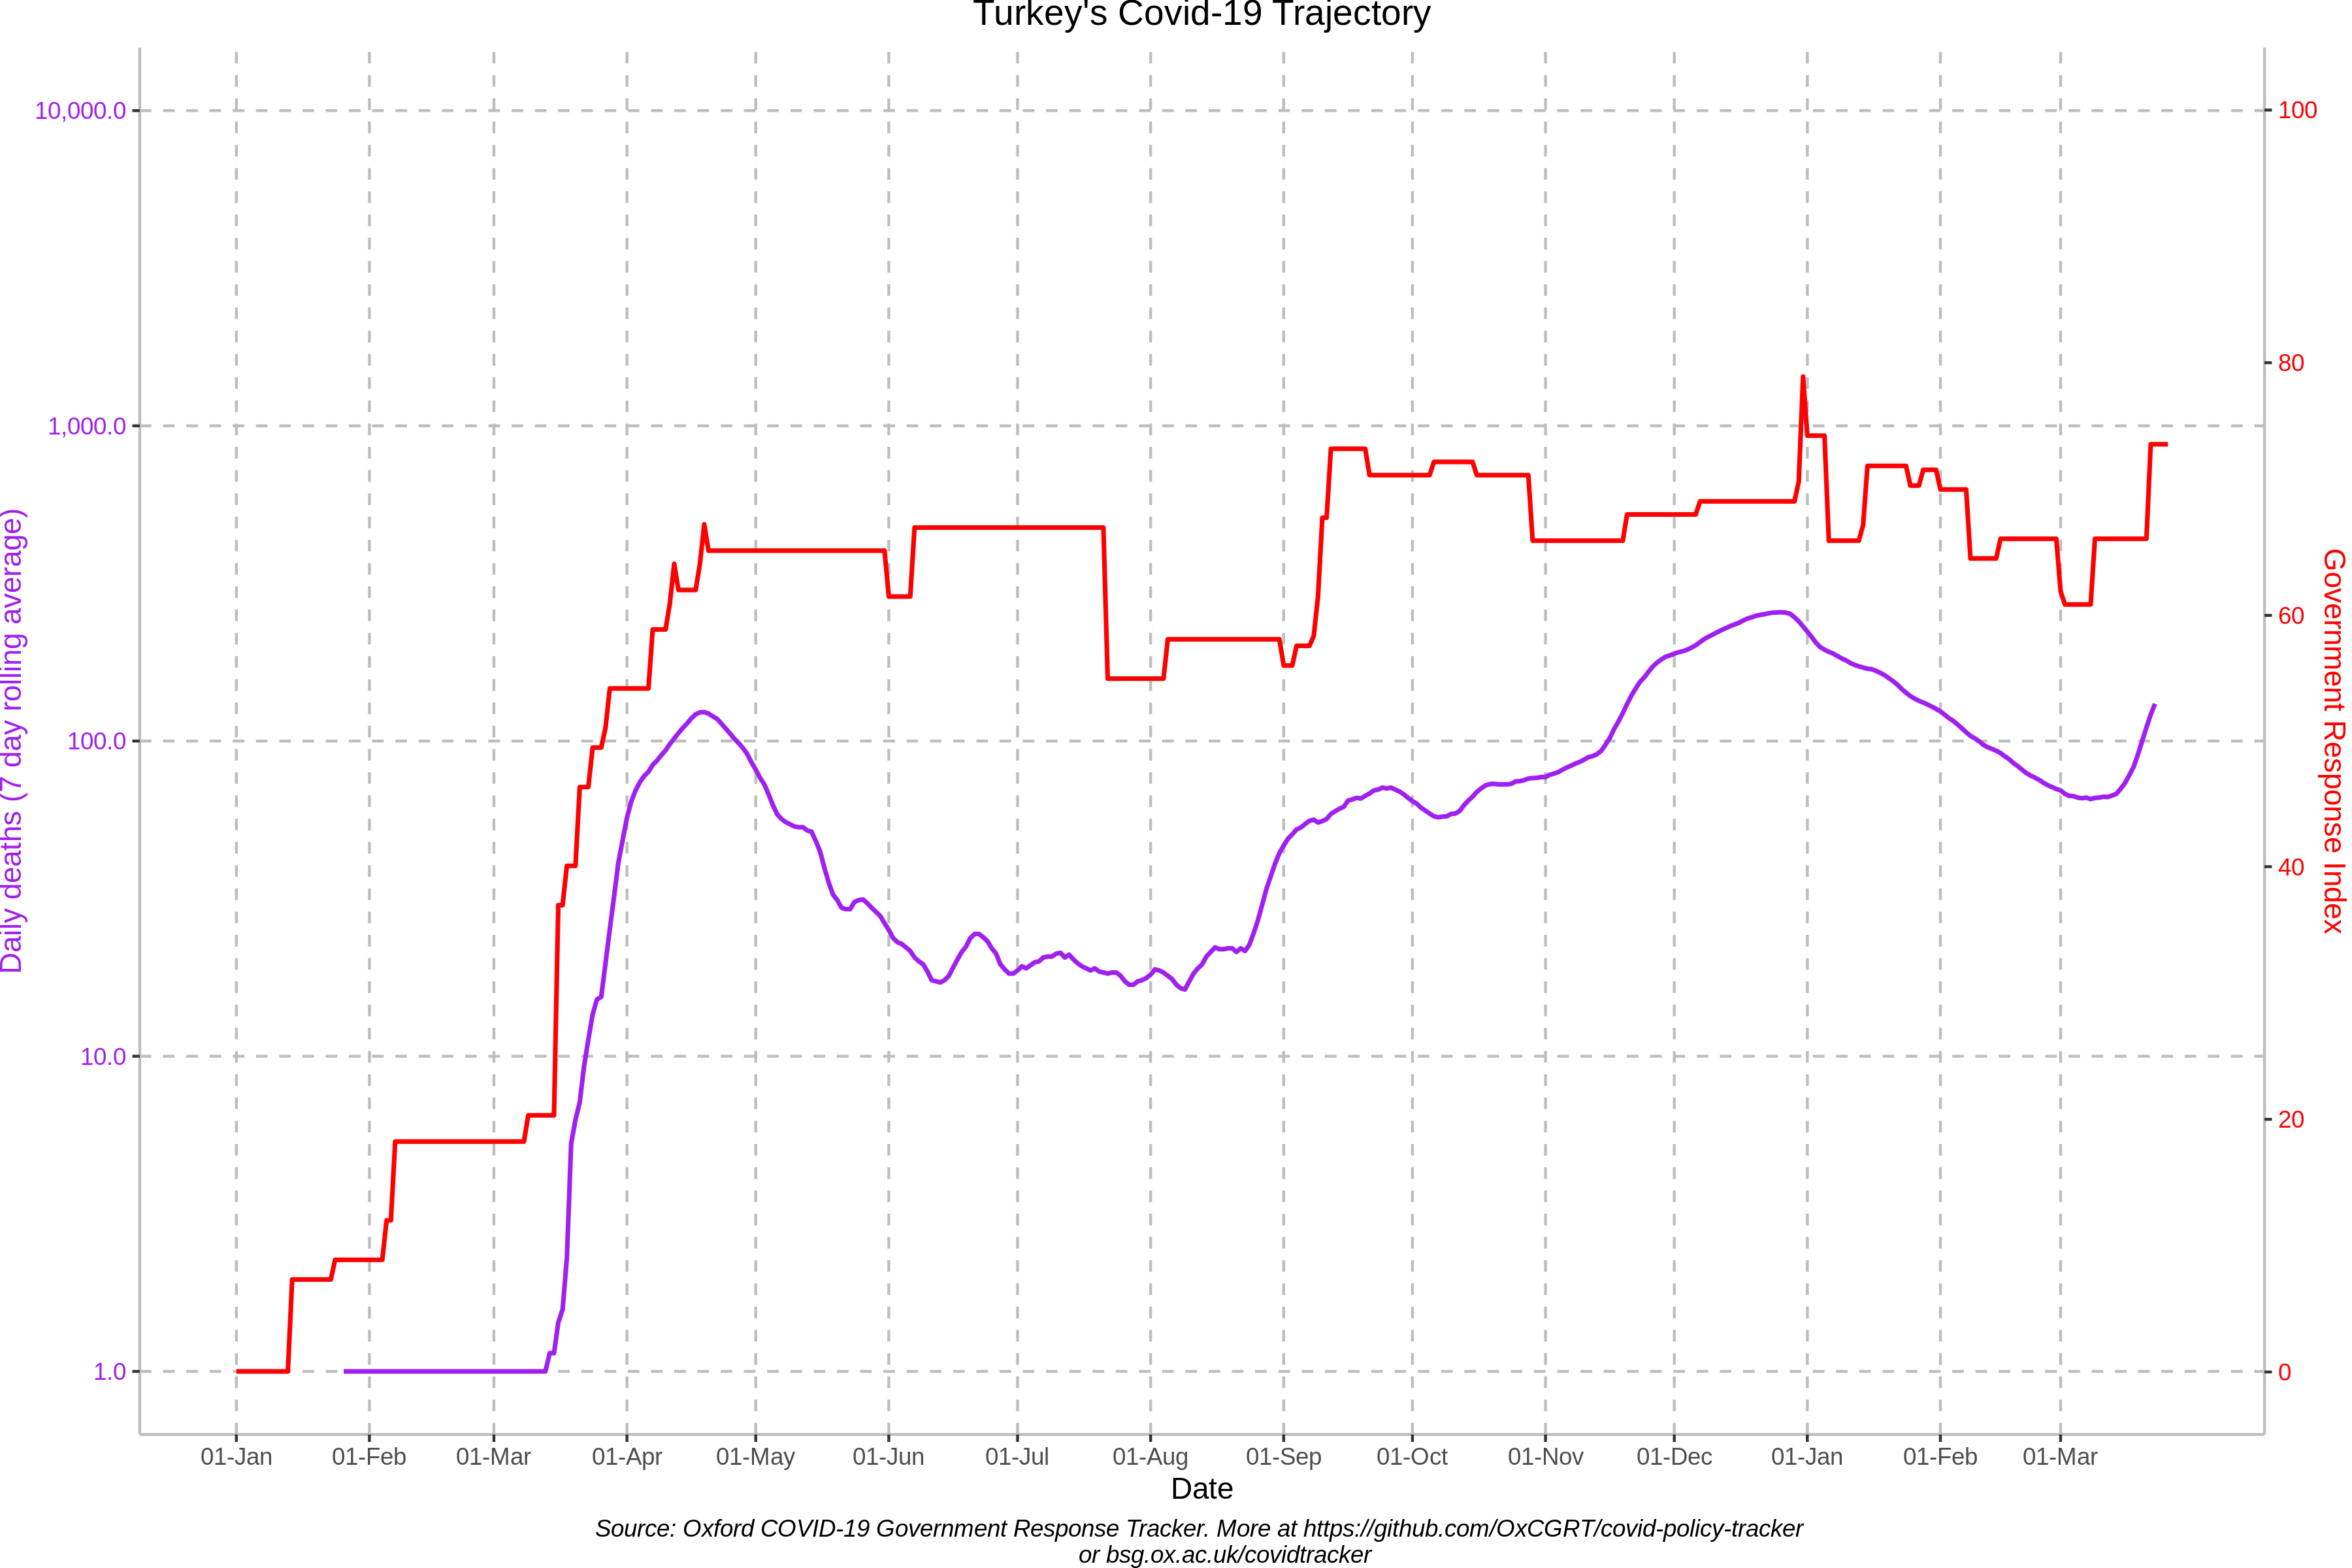 Turkey's Covid-19 Trajectory
10,000.0
1,000.0
100.0
10.0
1.0
Daily deaths (7 day rolling average)
100
80
60
40
20
0
Government Response Index
01-Jan 01-Feb 01-Mar 01-Apr 01-May 01-Jun 01-Jul 01-Aug 01-Sep 01-Oct 01-Nov 01-Dec 01-Jan 01-Feb 01-Mar
Date
Source: Oxford COVID-19 Government Response Tracker. More at https://github.com/OxCGRT/covid-policy-tracker
or bsg.ox.ac.uk/covidtracker